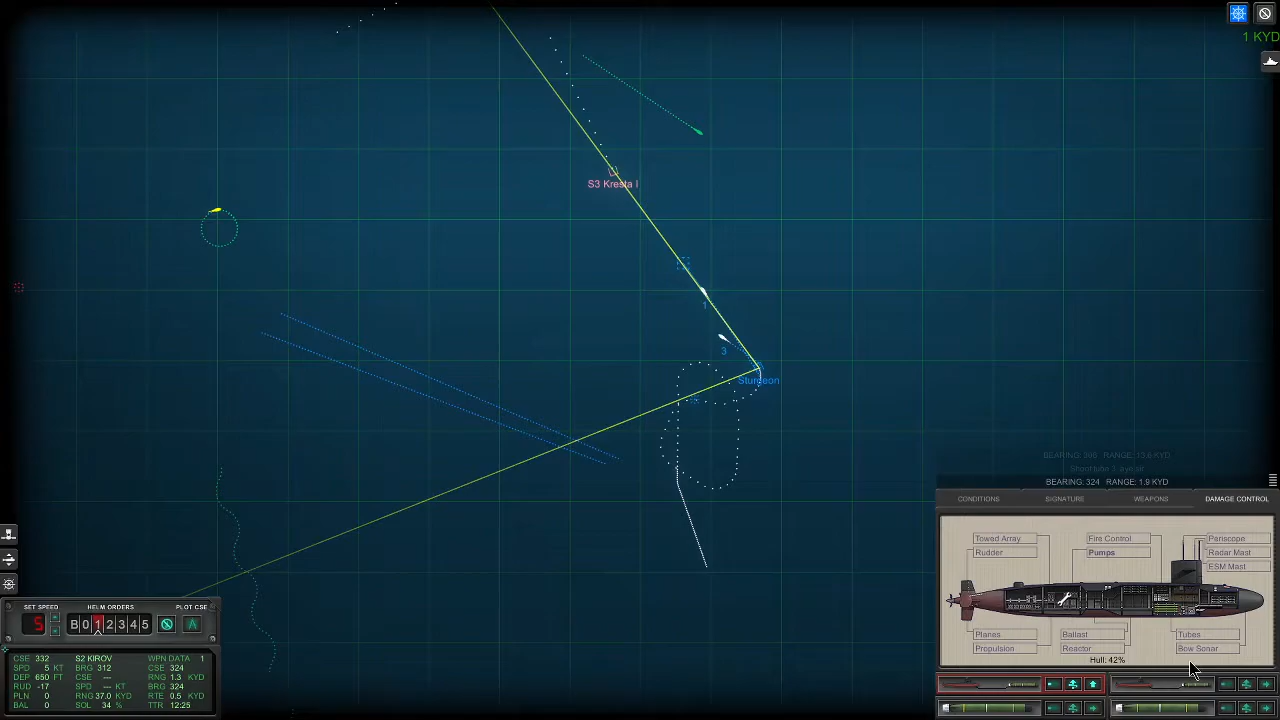 1 KYD
S3 Kresta I
1
3
Sturgeon
BEARING: 324 RANGE: 1.9 KYD
CONDITIONS SIGNATURE WEAPONS DAMAGE CONTROL
Towed Array Fire Control Periscope
Rudder Pumps Radar Mast
ESM Mast
Planes Ballast Tubes
Propulsion Reactor Bow Sonar
Hull: 42%
SET SPEED HELM ORDERS PLOT CSE
5 B 0 1 2 3 4 5 A
CSE 332 S2 KIROV WPN DATA 1
SPD 5 KT BRG 312 CSE 324
DEP 650 FT CSE --- RNG 1.3 KYD
RUD -17 SPD --- KT BRG 324
PLN 0 RNG 37.0 KYD RTE 0.5 KYD
BAL 0 SOL 34 % TTR 12:25